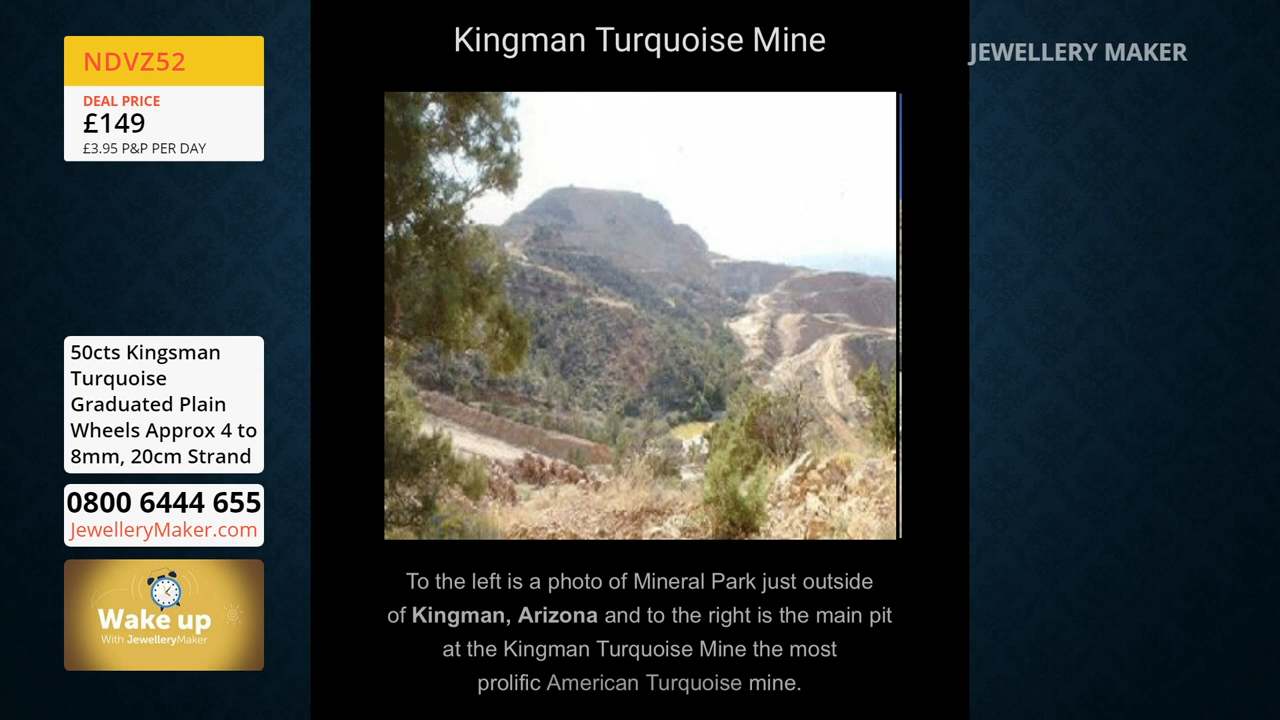 NDVZ52
DEAL PRICE
£149
£3.95 P&P PER DAY
50cts Kingsman
Turquoise
Graduated Plain
Wheels Approx 4 to
8mm, 20cm Strand
0800 6444 655
JewelleryMaker.com
Wake up
With JewelleryMaker
Kingman Turquoise Mine
To the left is a photo of Mineral Park just outside
of Kingman, Arizona and to the right is the main pit
at the Kingman Turquoise Mine the most
prolific American Turquoise mine.
JEWELLERY MAKER